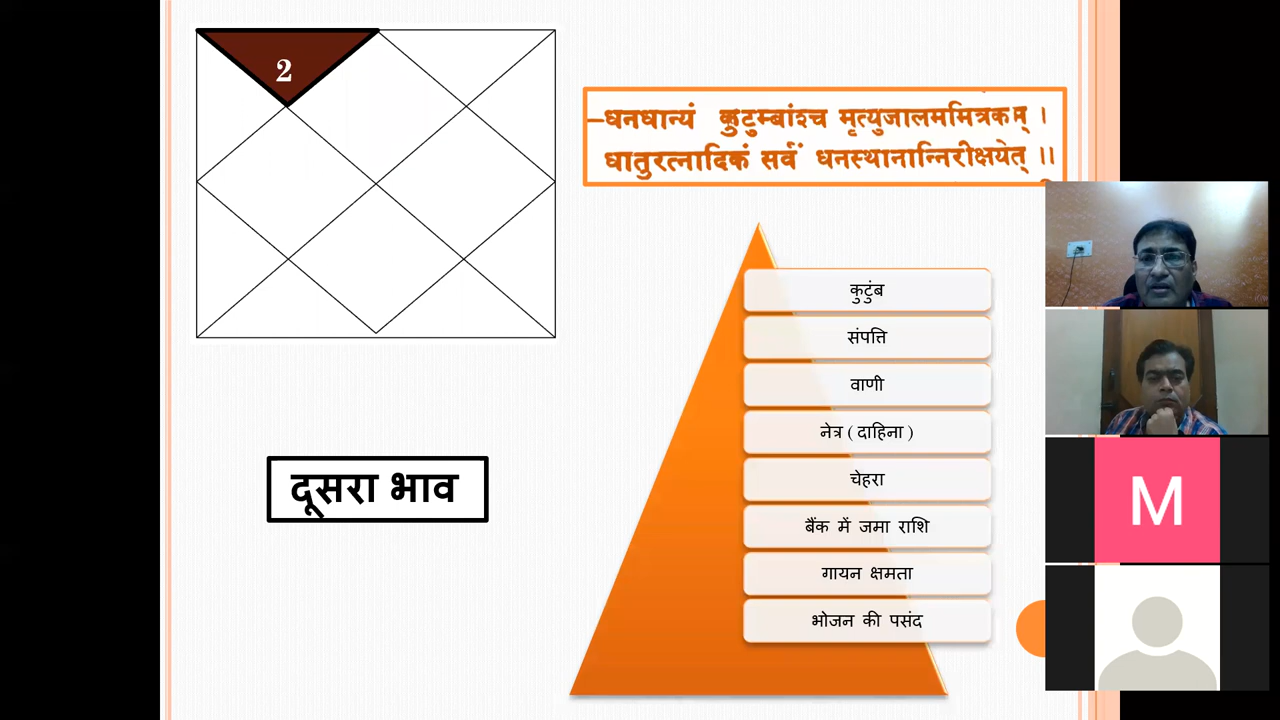 2
–धनधान्यं कुटुम्बांश्च मृत्युजालममित्रकम् ।
धातुरत्नादिकं सर्वं धनस्थानान्निरीक्षयेत् ।।
कुटुंब
संपत्ति
वाणी
नेत्र ( दाहिना )
चेहरा
बैंक में जमा राशि
गायन क्षमता
भोजन की पसंद
दूसरा भाव
M